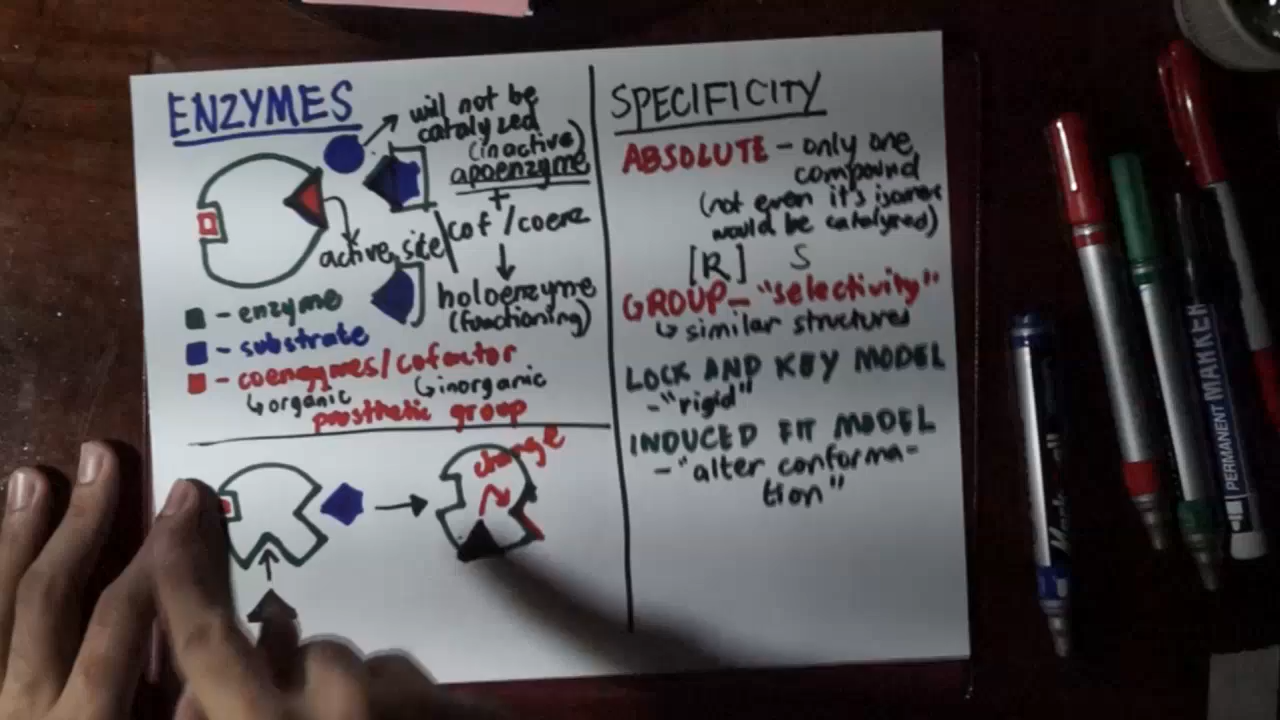 ENZYMES
will not be
catalyzed
(inactive)
apoenzyme
+
cof /coenz
active site
holoenzyme
(functioning)
- enzyme
- substrate
- coenzymes/cofactor
↳organic
↳inorganic
prosthetic group
change
SPECIFICITY
ABSOLUTE - only one
compound
(not even it's isomer
would be catalyzed)
[R] S
GROUP - "selectivity"
↳ similar structures
LOCK AND KEY MODEL
- "rigid"
INDUCED FIT MODEL
- "alter conforma-
tion"
PERMANENT MARKER